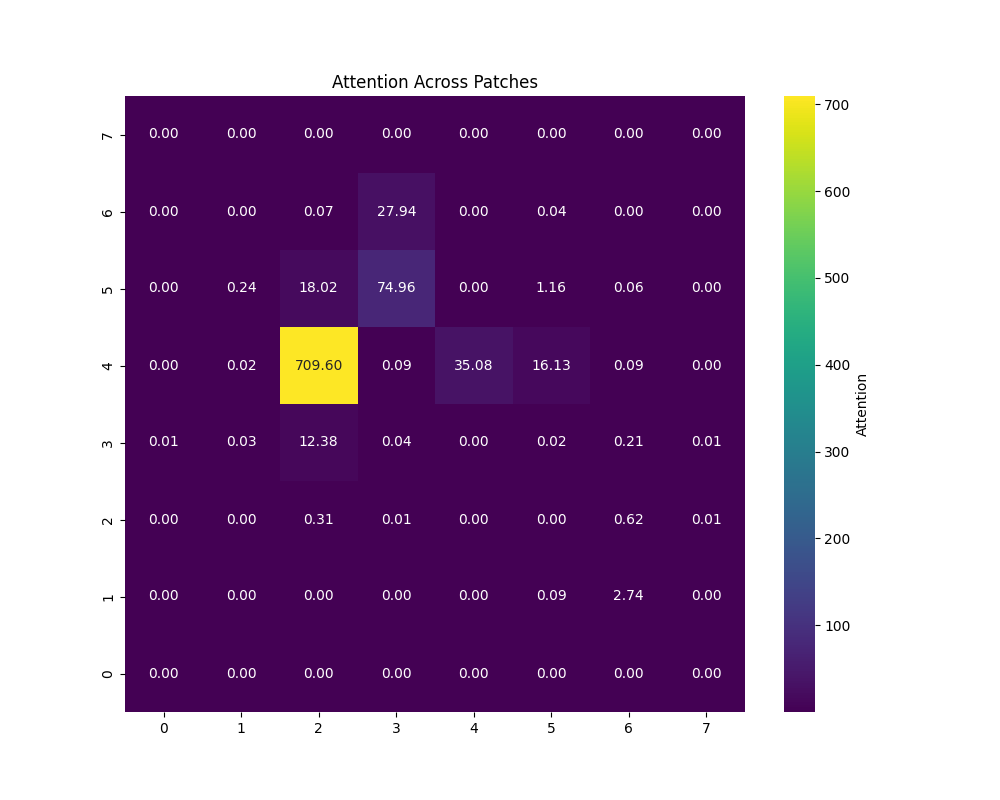 Attention Across Patches
7 0.00 0.00 0.00 0.00 0.00 0.00 0.00 0.00 700
6 0.00 0.00 0.07 27.94 0.00 0.04 0.00 0.00 600
5 0.00 0.24 18.02 74.96 0.00 1.16 0.06 0.00 500
4 0.00 0.02 709.60 0.09 35.08 16.13 0.09 0.00 400
Attention
3 0.01 0.03 12.38 0.04 0.00 0.02 0.21 0.01 300
2 0.00 0.00 0.31 0.01 0.00 0.00 0.62 0.01 200
1 0.00 0.00 0.00 0.00 0.00 0.09 2.74 0.00 100
0 0.00 0.00 0.00 0.00 0.00 0.00 0.00 0.00
0 1 2 3 4 5 6 7